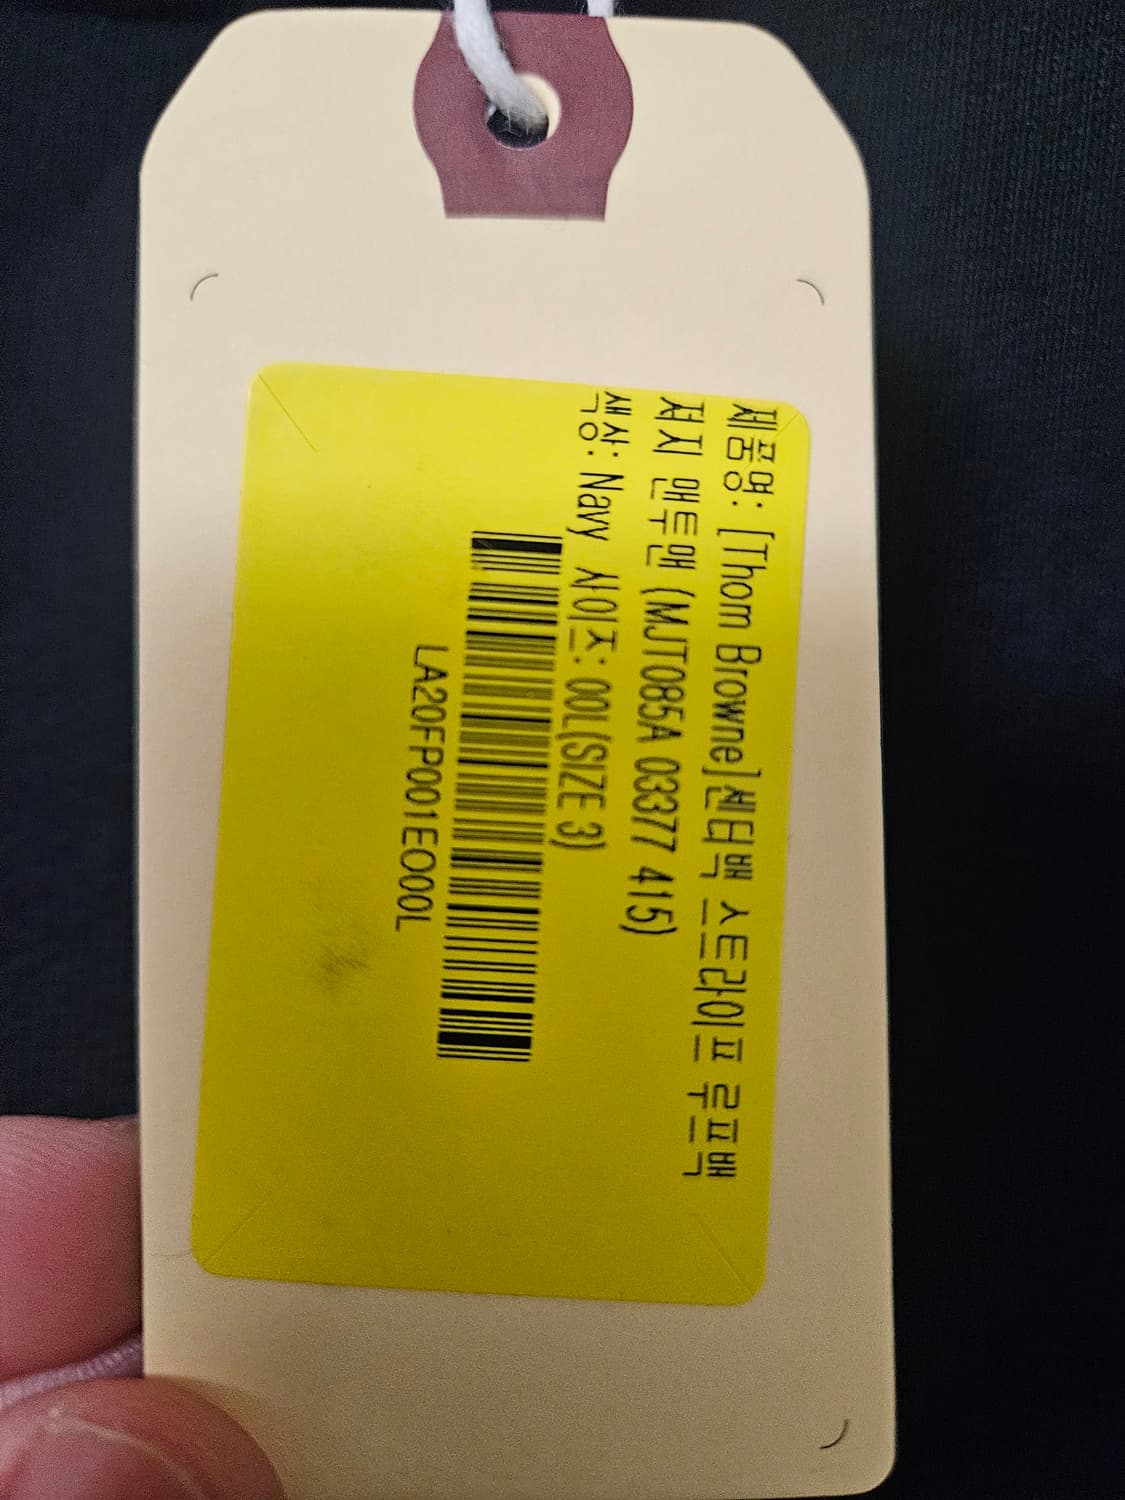 제품명: [Thom Browne]센터백 스트라이프 루프백
저지 맨투맨 (MJT085A 03377 415)
색상: Navy 사이즈: 00L(SIZE 3)
LA20FP001EO00L